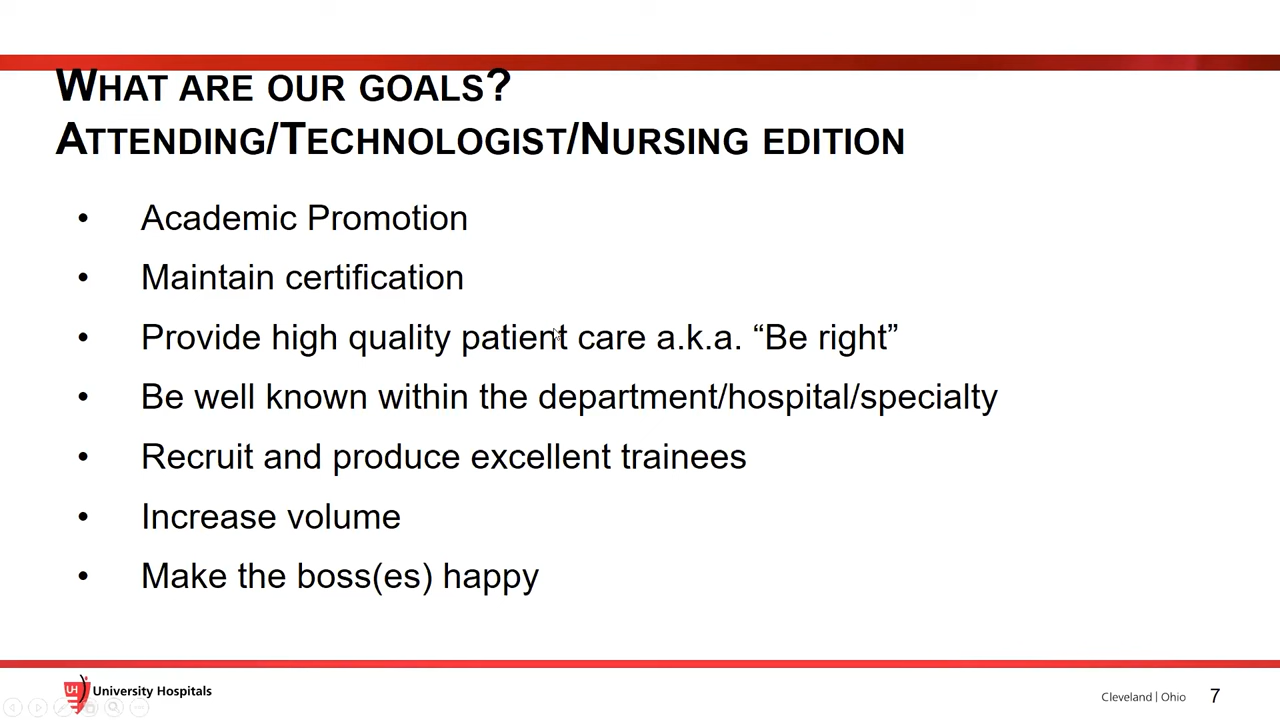 WHAT ARE OUR GOALS?
ATTENDING/TECHNOLOGIST/NURSING EDITION
• Academic Promotion
• Maintain certification
• Provide high quality patient care a.k.a. “Be right”
• Be well known within the department/hospital/specialty
• Recruit and produce excellent trainees
• Increase volume
• Make the boss(es) happy
UH University Hospitals
Cleveland | Ohio 7